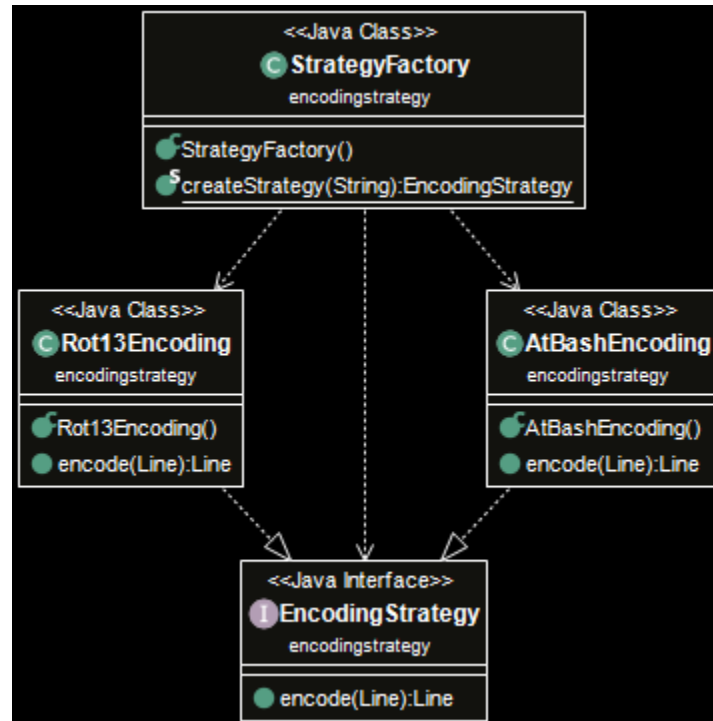 <<Java Class>>
C StrategyFactory
encodingstrategy
StrategyFactory()
S createStrategy(String):EncodingStrategy
<<Java Class>>
C Rot13Encoding
encodingstrategy
Rot13Encoding()
encode(Line):Line
<<Java Class>>
C AtBashEncoding
encodingstrategy
AtBashEncoding()
encode(Line):Line
<<Java Interface>>
I EncodingStrategy
encodingstrategy
encode(Line):Line